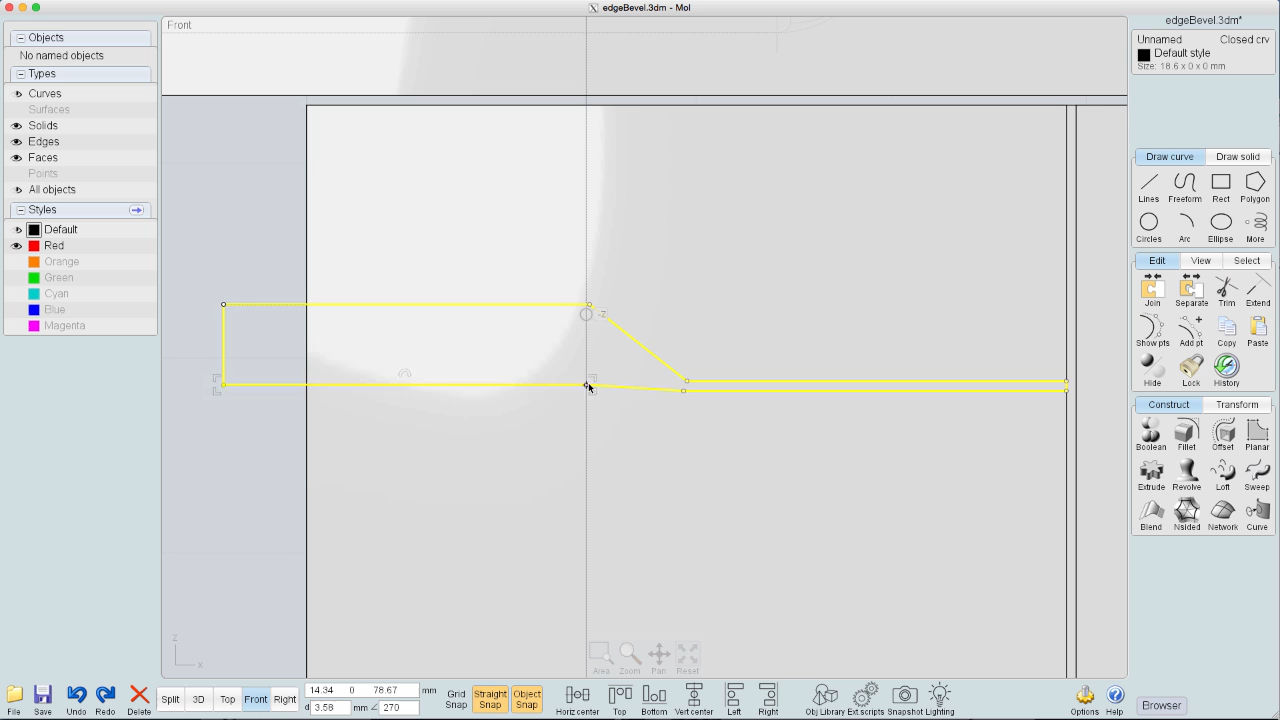 edgeBevel.3dm - MoI
edgeBevel.3dm*
Objects
No named objects
Types
Curves
Surfaces
Solids
Edges
Faces
Points
All objects
Styles
Default
Red
Orange
Green
Cyan
Blue
Magenta
Front
-z
z
x
Area
Zoom
Pan
Reset
Unnamed
Closed crv
Default style
Size: 18.6 x 0 x 0 mm
Draw curve
Draw solid
Lines
Freeform
Rect
Polygon
Circles
Arc
Ellipse
More
Edit
View
Select
Join
Separate
Trim
Extend
Show pts
Add pt
Copy
Paste
Hide
Lock
History
Construct
Transform
Boolean
Fillet
Offset
Planar
Extrude
Revolve
Loft
Sweep
Blend
Nsided
Network
Curve
File
Save
Undo
Redo
Delete
Split
3D
Top
Front
Right
14.34 0 78.67 mm
d 3.58 mm ∠ 270
Grid Snap
Straight Snap
Object Snap
Horiz center
Top
Bottom
Vert center
Left
Right
Obj Library
Ext.scripts
Snapshot
Lighting
Options
Help
Browser